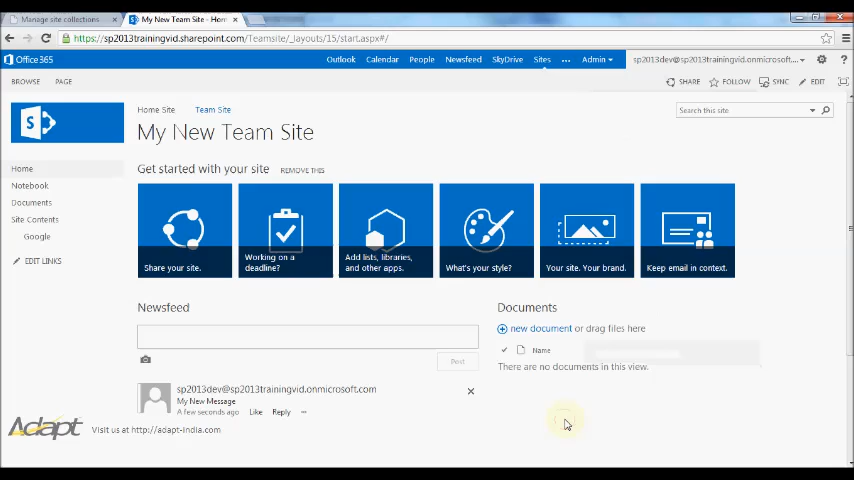 Manage site collections
My New Team Site - Hom
https://sp2013trainingvid.sharepoint.com/Teamsite/_layouts/15/start.aspx#/
Office 365
Outlook Calendar People Newsfeed SkyDrive Sites ... Admin
sp2013dev@sp2013trainingvid.onmicrosoft....
?
BROWSE PAGE
SHARE FOLLOW SYNC EDIT
S
Home Site Team Site
Search this site
My New Team Site
Home
Notebook
Documents
Site Contents
Google
EDIT LINKS
Get started with your site REMOVE THIS
Share your site.
Working on a
deadline?
Add lists, libraries,
and other apps.
What's your style?
Your site. Your brand.
Keep email in context.
Newsfeed
Post
sp2013dev@sp2013trainingvid.onmicrosoft.com
My New Message
A few seconds ago Like Reply ...
Documents
new document or drag files here
Name
There are no documents in this view.
Adapt
Visit us at http://adapt-india.com